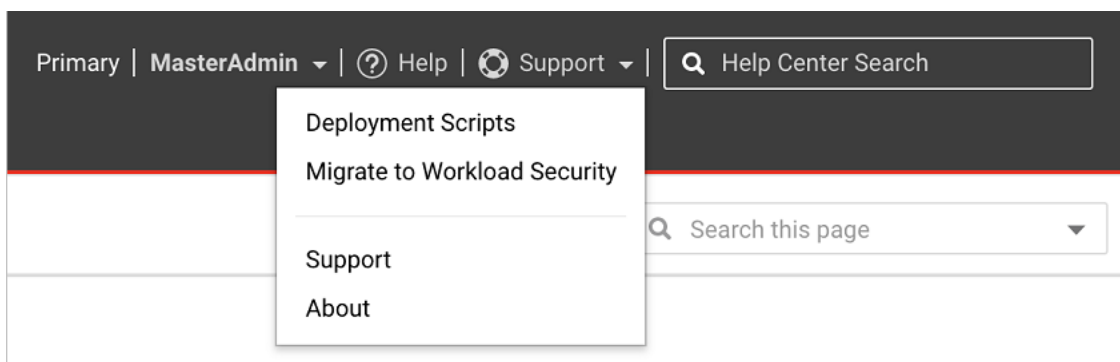 Primary | MasterAdmin | Help | Support | Help Center Search
Deployment Scripts
Migrate to Workload Security
Search this page
Support
About